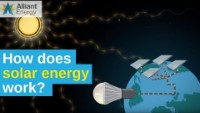 Alliant
Energy
How does
solar energy
work?